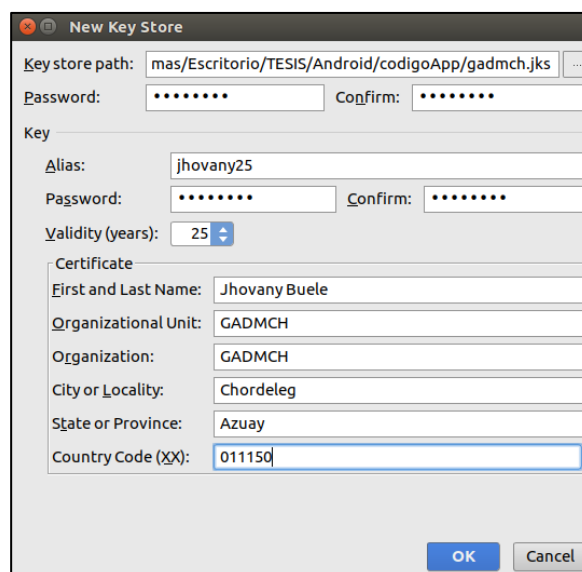 New Key Store
Key store path: mas/Escritorio/TESIS/Android/codigoApp/gadmch.jks ...
Password: •••••••• Confirm: ••••••••
Key
Alias: jhovany25
Password: •••••••• Confirm: ••••••••
Validity (years): 25
Certificate
First and Last Name: Jhovany Buele
Organizational Unit: GADMCH
Organization: GADMCH
City or Locality: Chordeleg
State or Province: Azuay
Country Code (XX): 011150
OK Cancel